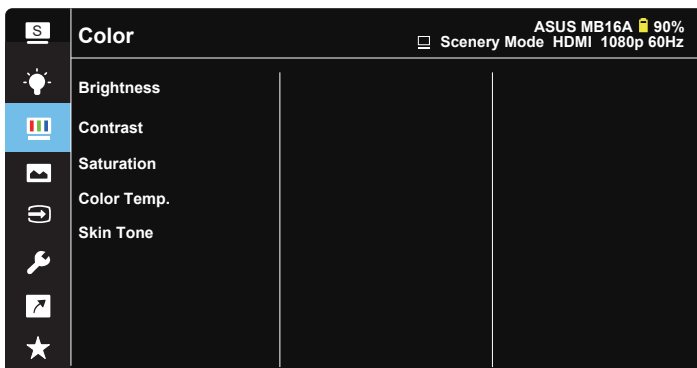 S
Color
ASUS MB16A 90%
Scenery Mode HDMI 1080p 60Hz
Brightness
Contrast
Saturation
Color Temp.
Skin Tone